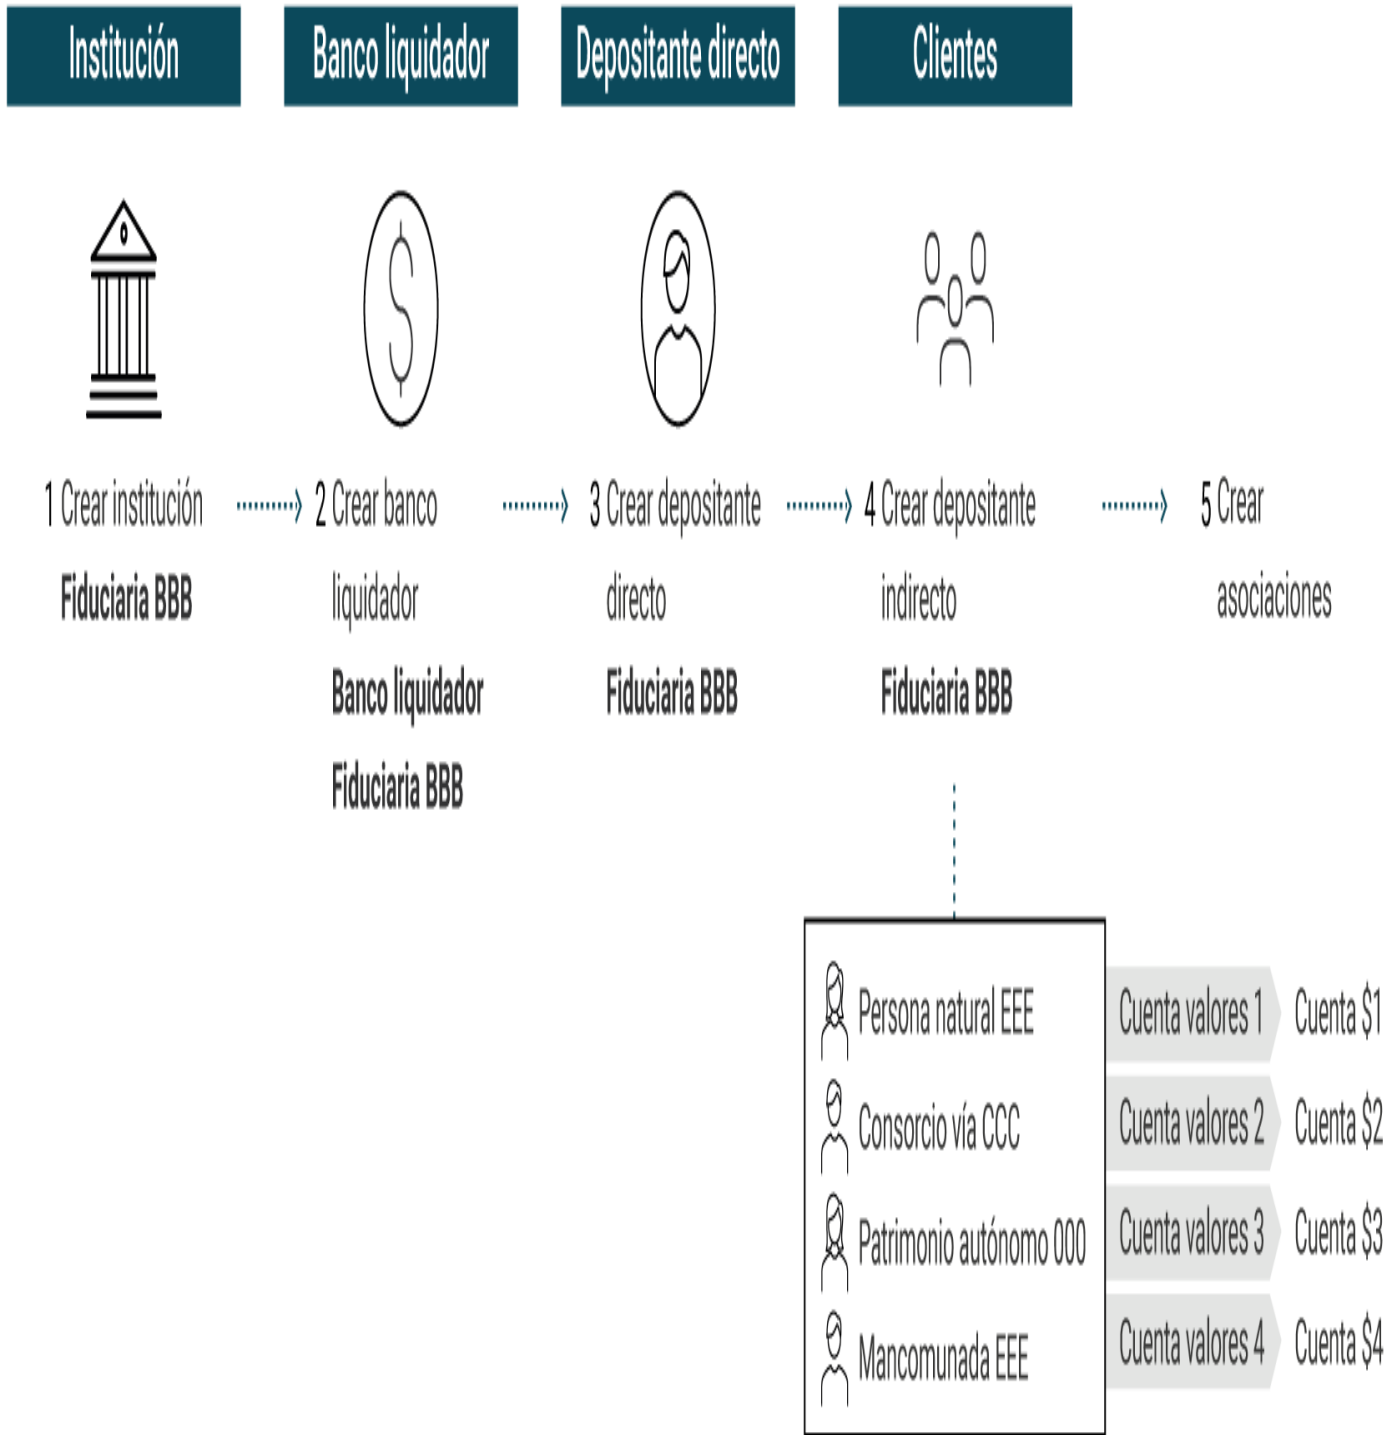 Institución
Banco liquidador
Depositante directo
Clientes
1 Crear institución
Fiduciaria BBB
2 Crear banco
liquidador
Banco liquidador
Fiduciaria BBB
3 Crear depositante
directo
Fiduciaria BBB
4 Crear depositante
indirecto
Fiduciaria BBB
5 Crear
asociaciones
Persona natural EEE
Cuenta valores 1
Cuenta $1
Consorcio vía CCC
Cuenta valores 2
Cuenta $2
Patrimonio autónomo 000
Cuenta valores 3
Cuenta $3
Mancomunada EEE
Cuenta valores 4
Cuenta $4